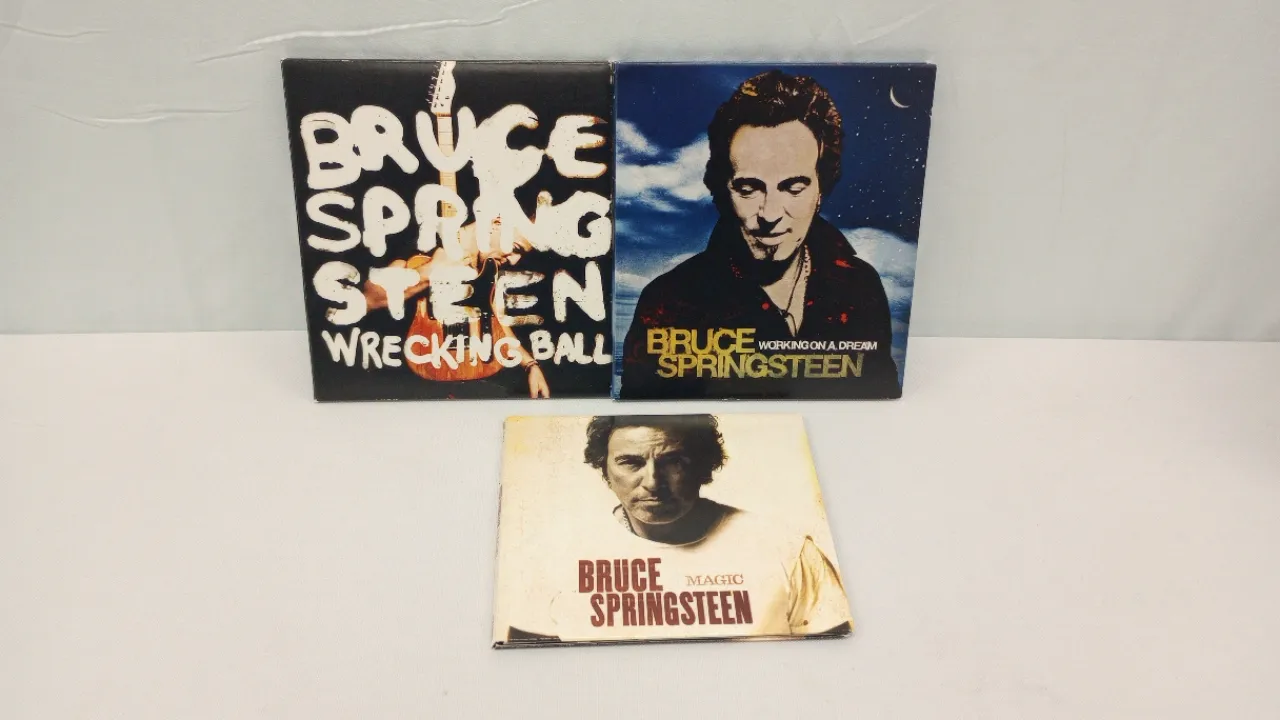 BRUCE
SPRING
STEEN
WRECKING BALL
BRUCE WORKING ON A DREAM
SPRINGSTEEN
BRUCE MAGIC
SPRINGSTEEN